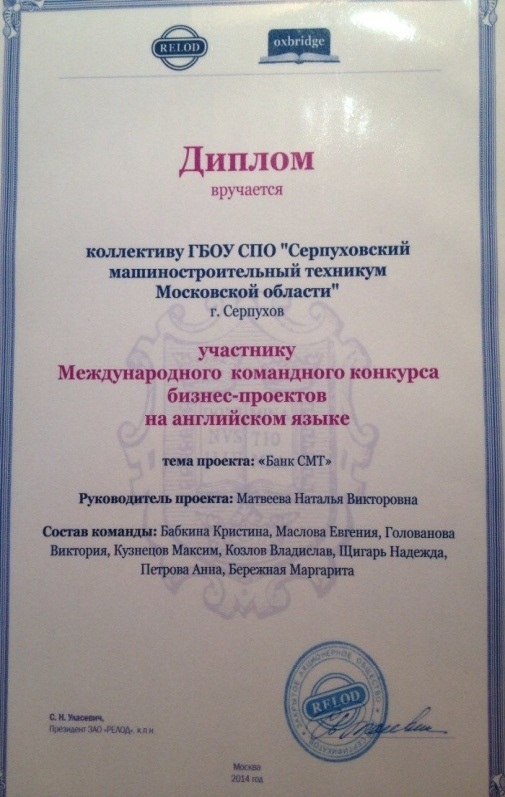 RELOD
oxbridge
Диплом
вручается
коллективу ГБОУ СПО "Серпуховский
машиностроительный техникум
Московской области"
г. Серпухов
участнику
Международного командного конкурса
бизнес-проектов
на английском языке
тема проекта: «Банк СМТ»
Руководитель проекта: Матвеева Наталья Викторовна
Состав команды: Бабкина Кристина, Маслова Евгения, Голованова
Виктория, Кузнецов Максим, Козлов Владислав, Щигарь Надежда,
Петрова Анна, Бережная Маргарита
RELOD
С. Н. Укасевич,
Президент ЗАО «РЕЛОД», к.п.н.
Москва
2014 год